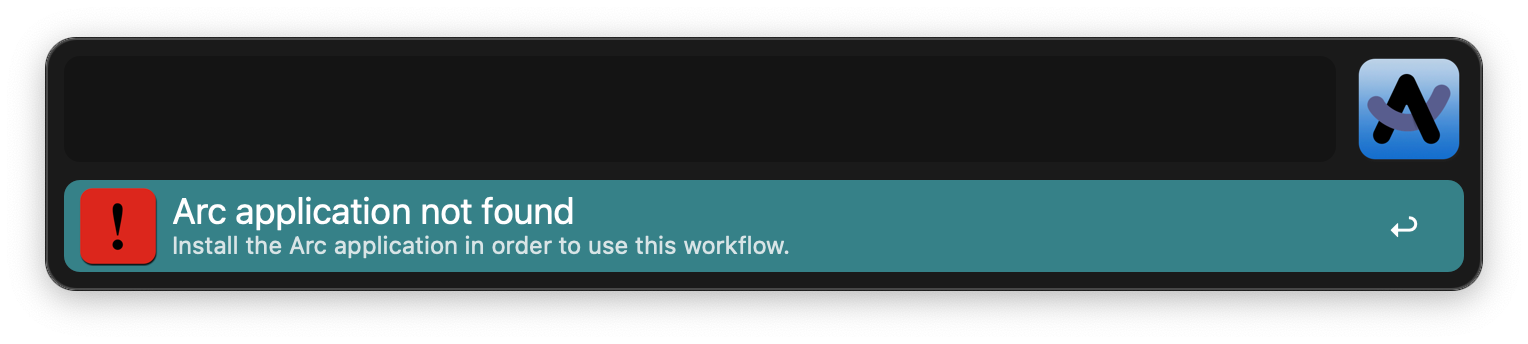 Arc application not found
Install the Arc application in order to use this workflow.